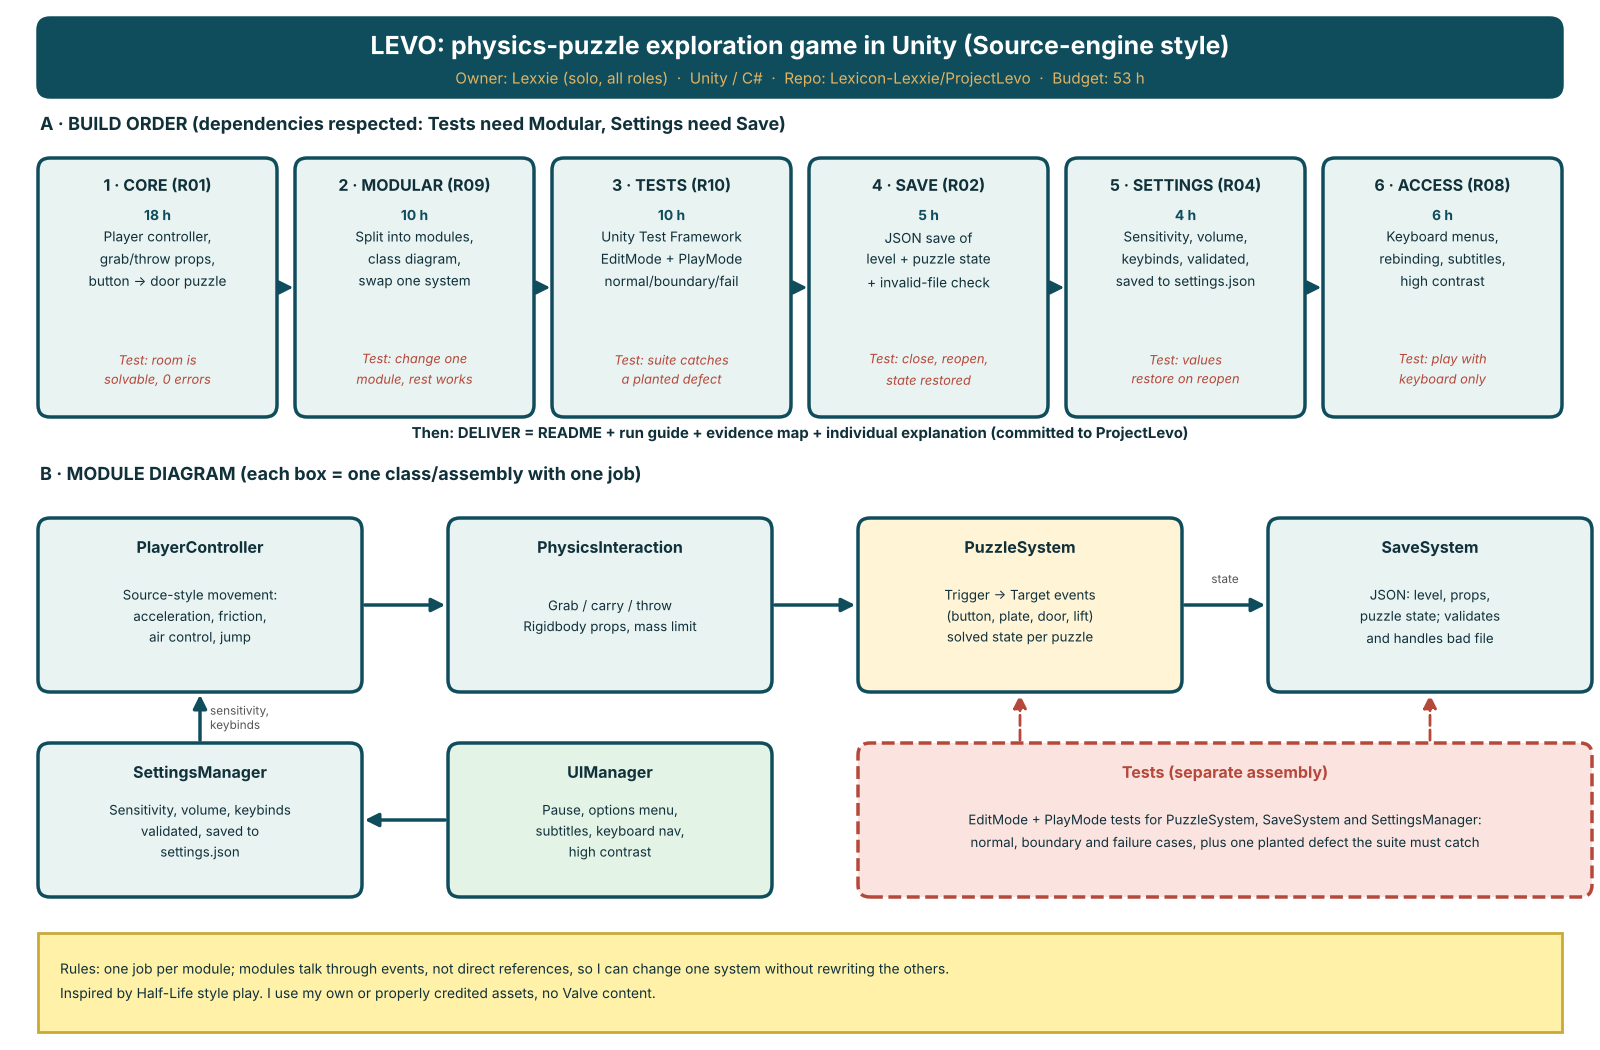 LEVO: physics-puzzle exploration game in Unity (Source-engine style)
Owner: Lexxie (solo, all roles) · Unity / C# · Repo: Lexicon-Lexxie/ProjectLevo · Budget: 53 h
A · BUILD ORDER (dependencies respected: Tests need Modular, Settings need Save)
1 · CORE (R01)
18 h
Player controller,
grab/throw props,
button → door puzzle
Test: room is
solvable, 0 errors
2 · MODULAR (R09)
10 h
Split into modules,
class diagram,
swap one system
Test: change one
module, rest works
3 · TESTS (R10)
10 h
Unity Test Framework
EditMode + PlayMode
normal/boundary/fail
Test: suite catches
a planted defect
4 · SAVE (R02)
5 h
JSON save of
level + puzzle state
+ invalid-file check
Test: close, reopen,
state restored
5 · SETTINGS (R04)
4 h
Sensitivity, volume,
keybinds, validated,
saved to settings.json
Test: values
restore on reopen
6 · ACCESS (R08)
6 h
Keyboard menus,
rebinding, subtitles,
high contrast
Test: play with
keyboard only
Then: DELIVER = README + run guide + evidence map + individual explanation (committed to ProjectLevo)
B · MODULE DIAGRAM (each box = one class/assembly with one job)
PlayerController
Source-style movement:
acceleration, friction,
air control, jump
PhysicsInteraction
Grab / carry / throw
Rigidbody props, mass limit
PuzzleSystem
Trigger → Target events
(button, plate, door, lift)
solved state per puzzle
state
SaveSystem
JSON: level, props,
puzzle state; validates
and handles bad file
sensitivity,
keybinds
SettingsManager
Sensitivity, volume, keybinds
validated, saved to
settings.json
UIManager
Pause, options menu,
subtitles, keyboard nav,
high contrast
Tests (separate assembly)
EditMode + PlayMode tests for PuzzleSystem, SaveSystem and SettingsManager:
normal, boundary and failure cases, plus one planted defect the suite must catch
Rules: one job per module; modules talk through events, not direct references, so I can change one system without rewriting the others.
Inspired by Half-Life style play. I use my own or properly credited assets, no Valve content.